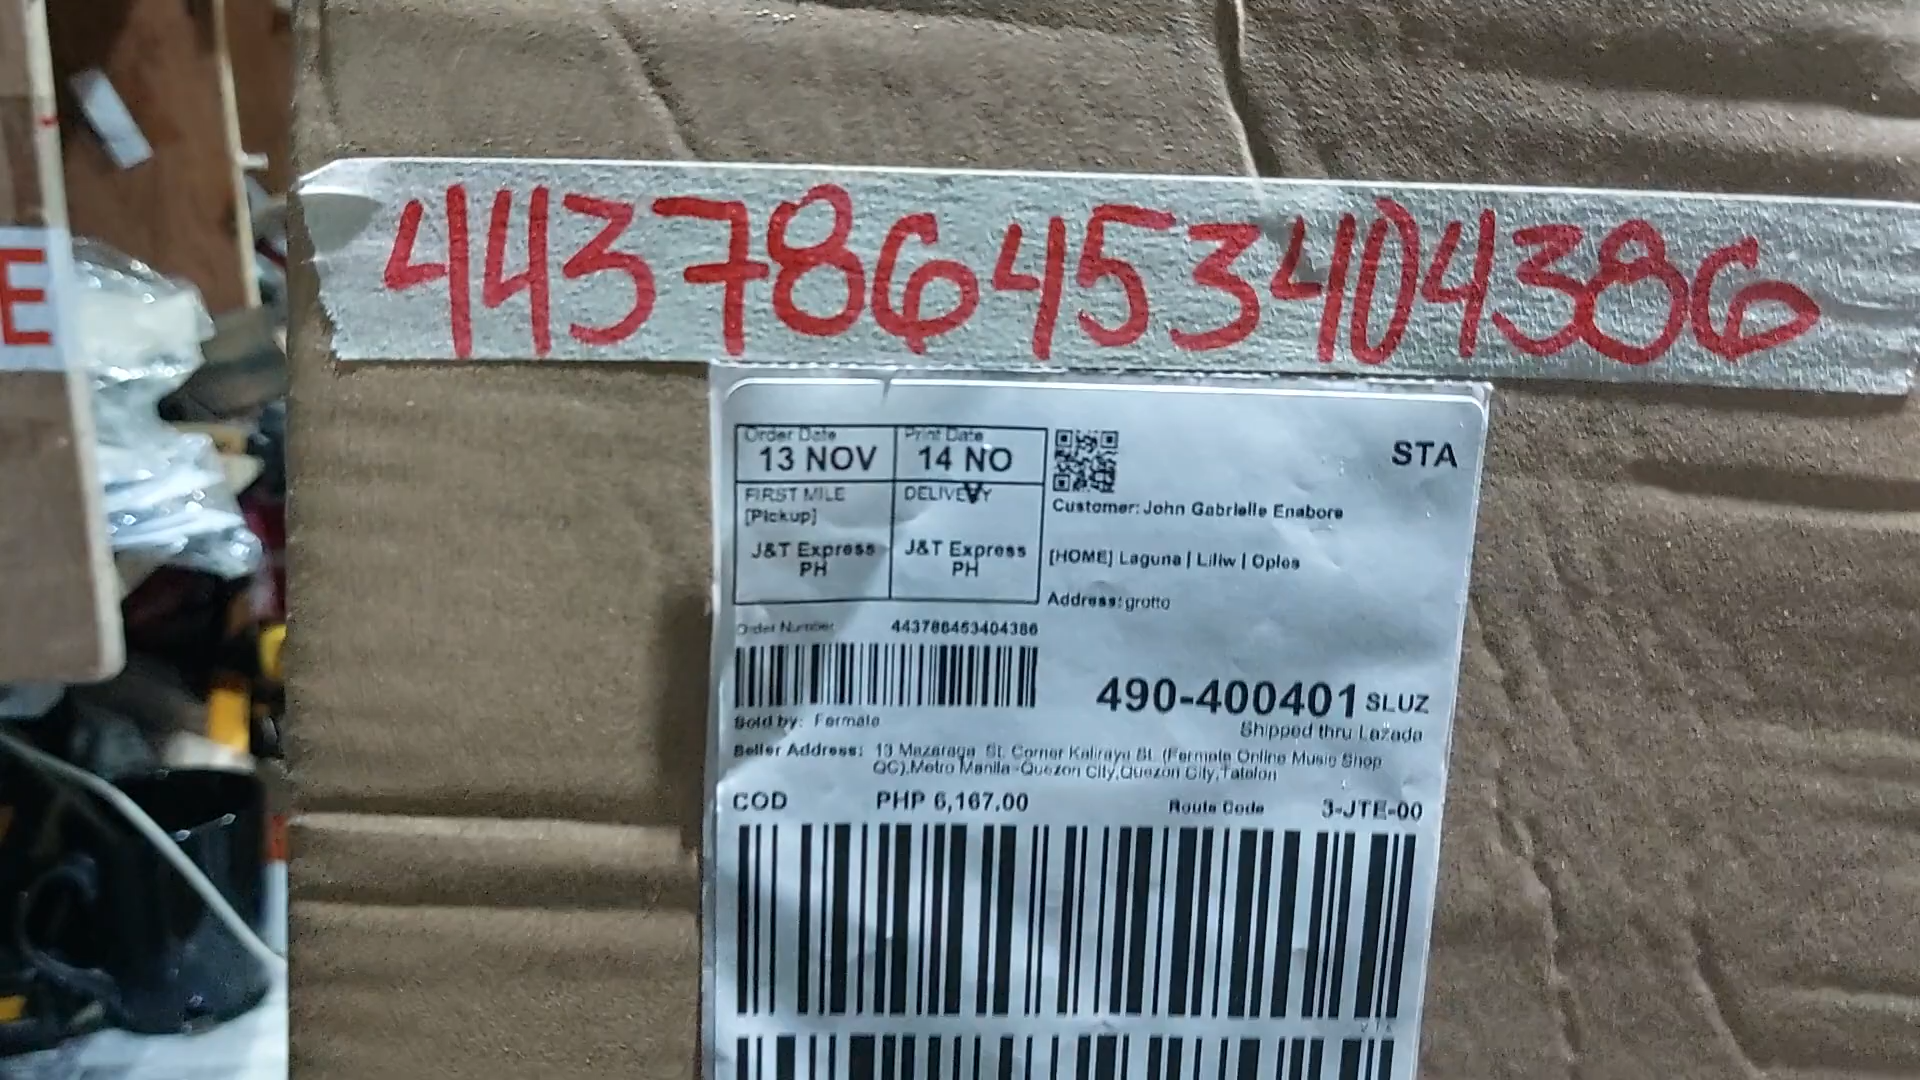 443786453404386
E
Order Date
13 NOV
Print Date
14 NO
V
STA
FIRST MILE
[Pickup]
DELIVERY
J&T Express
PH
J&T Express
PH
Customer: John Gabrielle Enabore
[HOME] Laguna | Liliw | Oples
Address: grotto
Order Number: 443786453404386
490-400401 SLUZ
Sold by: Fermata
Shipped thru Lazada
Seller Address: 13 Mazaraga St. Corner Kaliraya St. (Fermata Online Music Shop
QC),Metro Manila~Quezon City,Quezon City,Tatalon
COD PHP 6,167.00 Route Code 3-JTE-00